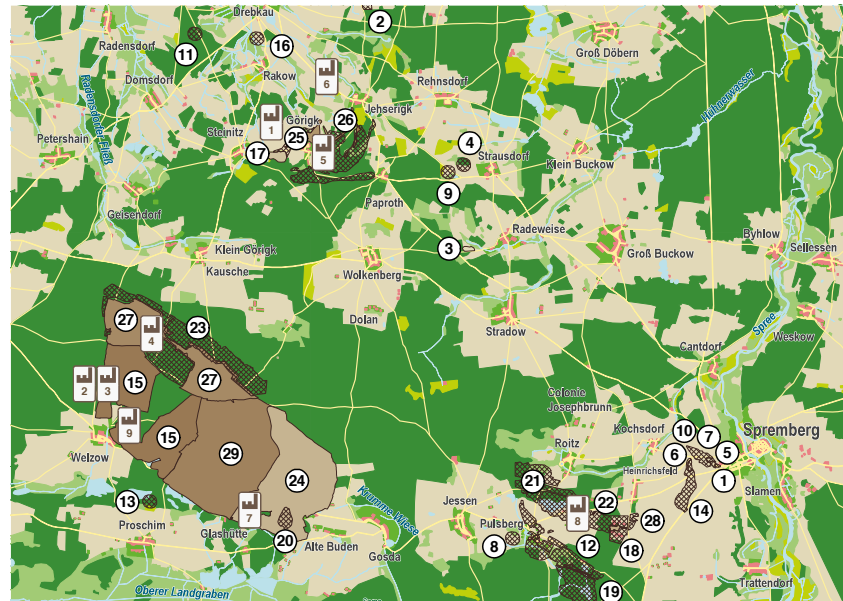 Drebkau
2
Radensdorf
11
16
Groß Döbern
Domsdorf
Rakow
6
Rehnsdorf
Hühnerwasser
Radensdorfer Fließ
Jehserigk
1
Görigk
26
Steinitz
25
Petershain
17
5
4
Strausdorf
Klein Buckow
9
Paproth
Geisendorf
Radeweise
Byhlow
Klein Görigk
3
Groß Buckow
Sellessen
Kausche
Wolkenberg
27
Dolan
Spree
Weskow
23
4
Stradow
Cantdorf
2
3
15
27
Colonie
Josephbrunn
9
Kochsdorf
10
7
Spremberg
15
Roitz
6
5
Welzow
29
Heinrichsfeld
1
24
21
Slamen
13
Krumme Wiese
Jessen
22
14
7
Pulsberg
8
28
Proschim
Glashütte
20
Alte Buden
Gosda
8
12
18
Trattendorf
Oberer Landgraben
19